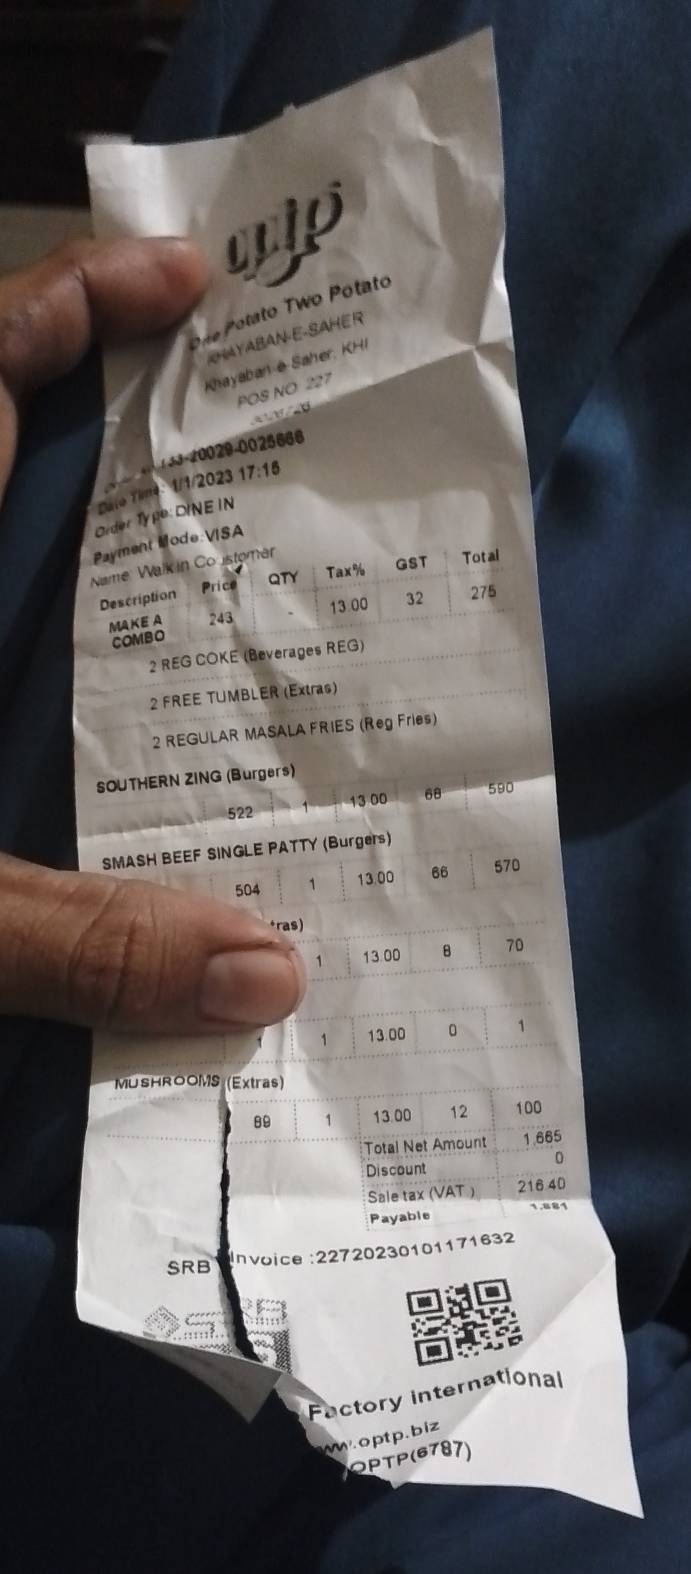 optp
One Potato Two Potato
KHAYABAN-E-SAHER
Khayaban-e-Saher, KHI
POS NO. 227
133-20029-0025666
Date Time: 1/1/2023 17:15
Order Type: DINE IN
Payment Mode:VISA
Name: Walk in Coustomer
Description Price QTY Tax% GST Total
MAKE A COMBO 243 - 13.00 32 275
2 REG COKE (Beverages REG)
2 FREE TUMBLER (Extras)
2 REGULAR MASALA FRIES (Reg Fries)
SOUTHERN ZING (Burgers)
522 1 13.00 68 590
SMASH BEEF SINGLE PATTY (Burgers)
504 1 13.00 66 570
tras)
1 13.00 8 70
1 1 13.00 0 1
MUSHROOMS (Extras)
89 1 13.00 12 100
Total Net Amount 1,665
Discount 0
Sale tax (VAT ) 216.40
Payable 1,881
SRB Invoice :22720230101171632
Factory international
www.optp.biz
OPTP(6787)